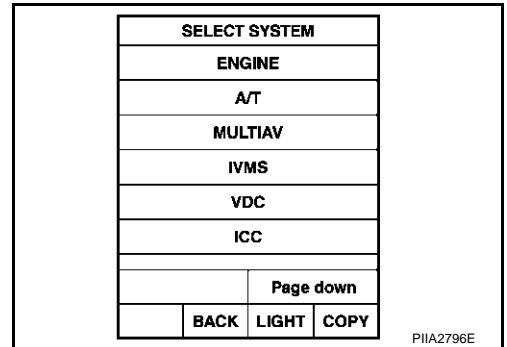 SELECT SYSTEM
ENGINE
A/T
MULTIAV
IVMS
VDC
ICC
Page down
BACK LIGHT COPY
PIIA2796E